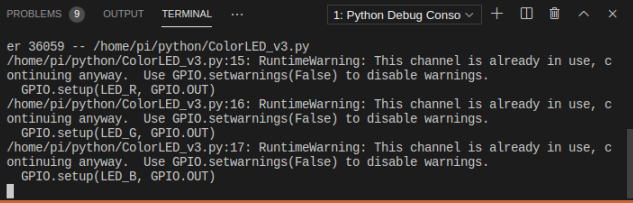 PROBLEMS 9 OUTPUT TERMINAL ... 1: Python Debug Conso
er 36059 -- /home/pi/python/ColorLED_v3.py
/home/pi/python/ColorLED_v3.py:15: RuntimeWarning: This channel is already in use, c
ontinuing anyway.  Use GPIO.setwarnings(False) to disable warnings.
  GPIO.setup(LED_R, GPIO.OUT)
/home/pi/python/ColorLED_v3.py:16: RuntimeWarning: This channel is already in use, c
ontinuing anyway.  Use GPIO.setwarnings(False) to disable warnings.
  GPIO.setup(LED_G, GPIO.OUT)
/home/pi/python/ColorLED_v3.py:17: RuntimeWarning: This channel is already in use, c
ontinuing anyway.  Use GPIO.setwarnings(False) to disable warnings.
  GPIO.setup(LED_B, GPIO.OUT)